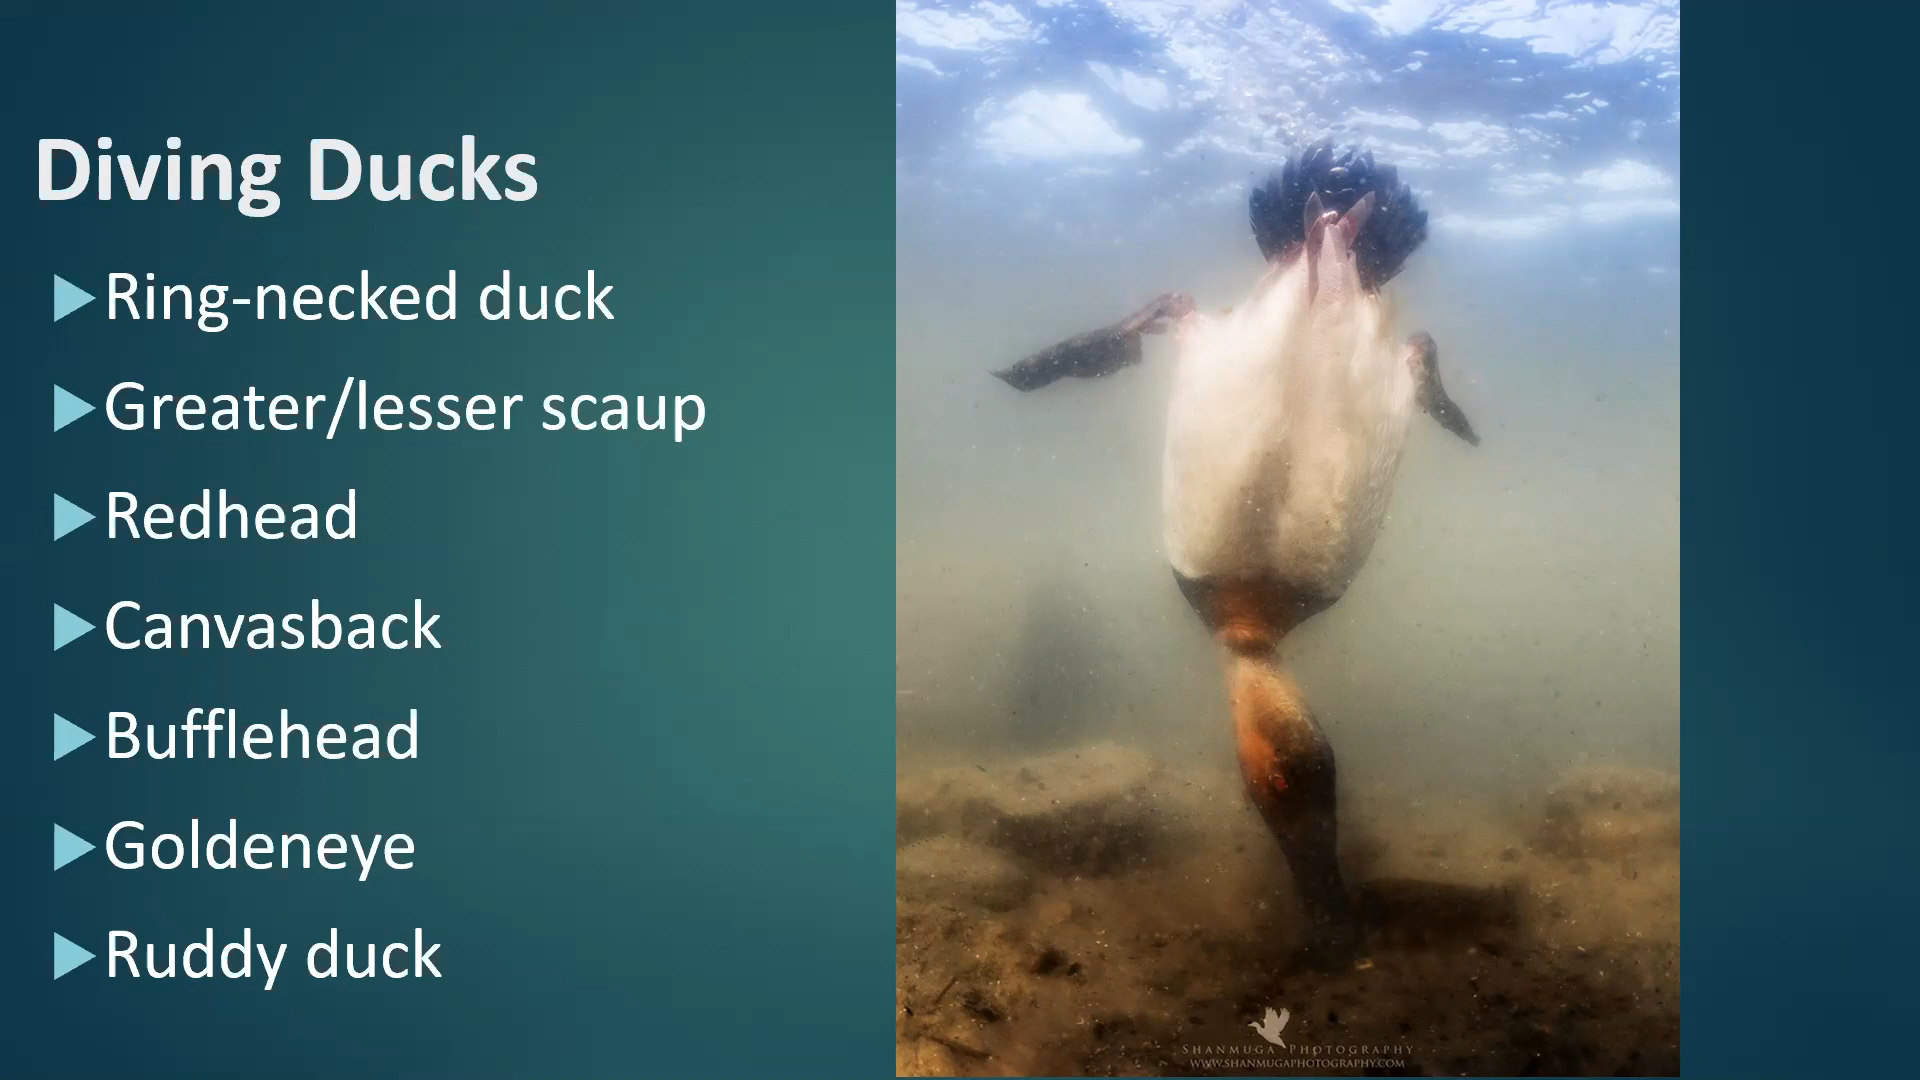 Diving Ducks
Ring-necked duck
Greater/lesser scaup
Redhead
Canvasback
Bufflehead
Goldeneye
Ruddy duck
SHANMUGA PHOTOGRAPHY
WWW.SHANMUGAPHOTOGRAPHY.COM